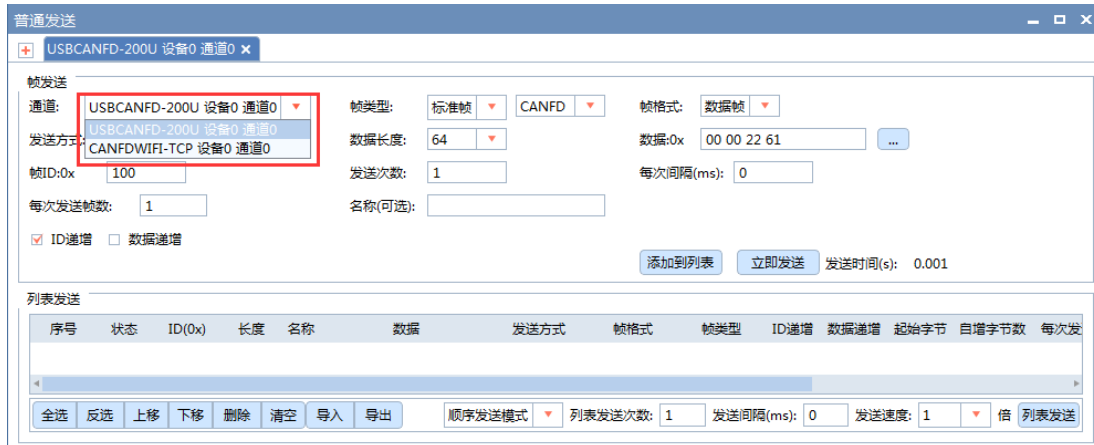 普通发送
USBCANFD-200U 设备0 通道0
帧发送
通道: USBCANFD-200U 设备0 通道0 帧类型: 标准帧 CANFD 帧格式: 数据帧
USBCANFD-200U 设备0 通道0
发送方式: 数据长度: 64 数据:0x 00 00 22 61 ...
CANFDWIFI-TCP 设备0 通道0
帧ID:0x 100 发送次数: 1 每次间隔(ms): 0
每次发送帧数: 1 名称(可选):
ID递增 数据递增
添加到列表 立即发送 发送时间(s): 0.001
列表发送
序号 状态 ID(0x) 长度 名称 数据 发送方式 帧格式 帧类型 ID递增 数据递增 起始字节 自增字节数 每次发
全选 反选 上移 下移 删除 清空 导入 导出 顺序发送模式 列表发送次数: 1 发送间隔(ms): 0 发送速度: 1 倍 列表发送